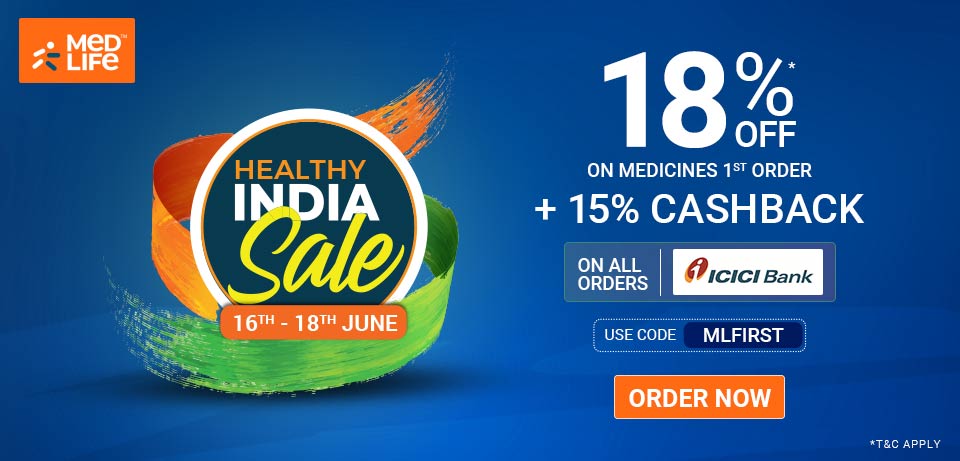 MeD™
LiFe
HEALTHY
INDIA
Sale
16TH - 18TH JUNE
18%*
OFF
ON MEDICINES 1ST ORDER
+ 15% CASHBACK
ON ALL
ORDERS
i ICICI Bank
USE CODE MLFIRST
ORDER NOW
*T&C APPLY